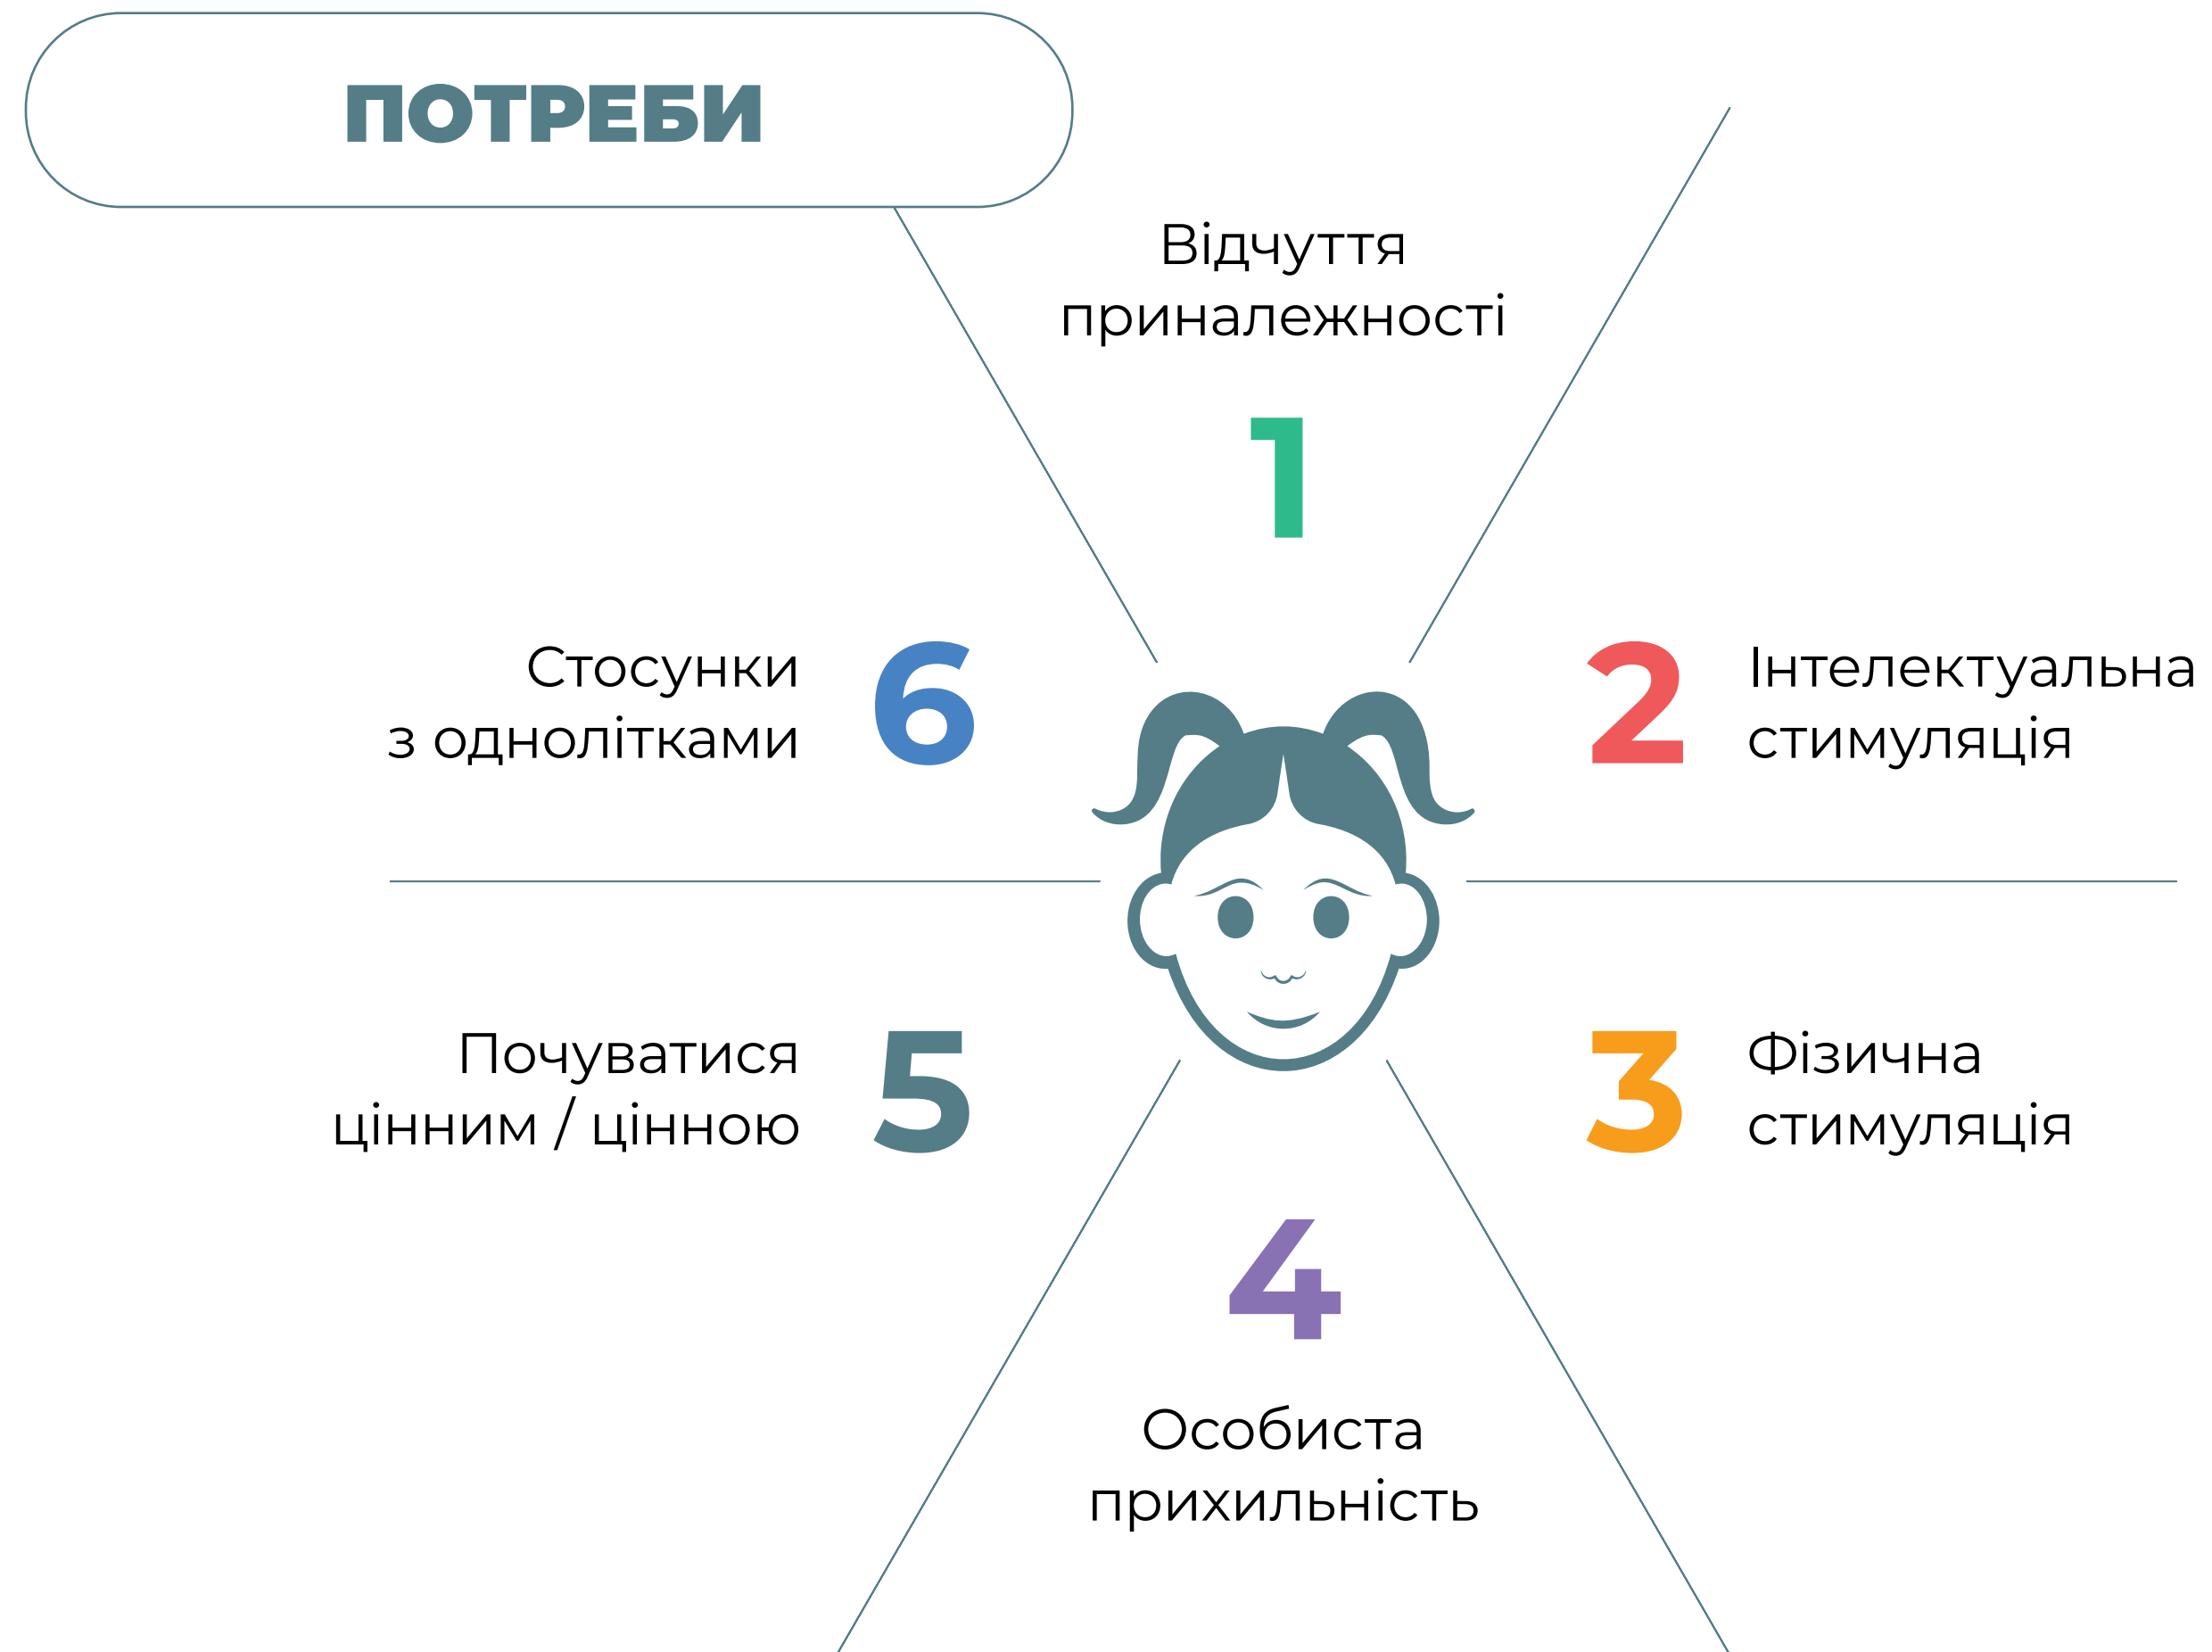 ПОТРЕБИ
Відчуття
приналежності
1
2
Інтелектуальна
стимуляція
3
Фізична
стимуляція
4
Особиста
прихильність
5
Почуватися
цінним / цінною
6
Стосунки
з однолітками